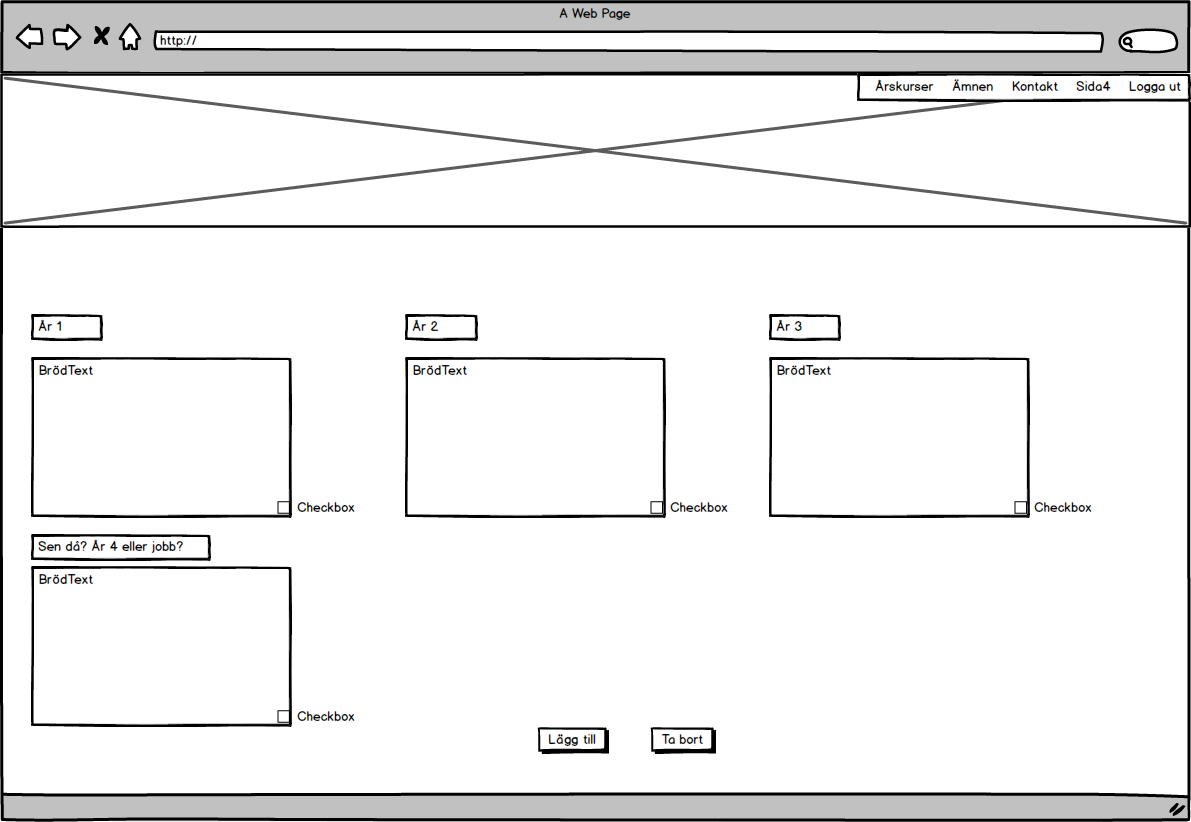 A Web Page
http://
Årskurser Ämnen Kontakt Sida4 Logga ut
År 1
År 2
År 3
BrödText
BrödText
BrödText
Checkbox
Checkbox
Checkbox
Sen då? År 4 eller jobb?
BrödText
Checkbox
Lägg till
Ta bort